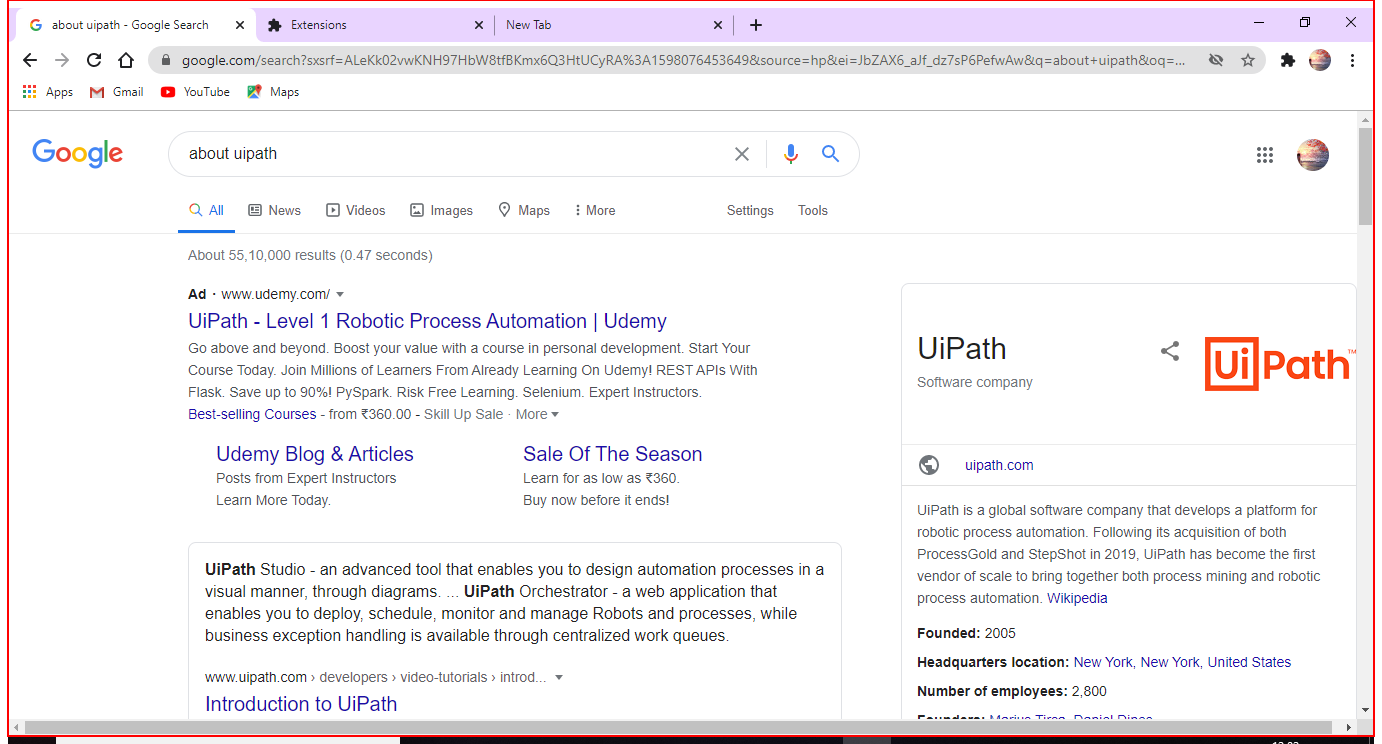 about uipath - Google Search
Extensions
New Tab
google.com/search?sxsrf=ALeKk02vwKNH97HbW8tfBKmx6Q3HtUCyRA%3A1598076453649&source=hp&ei=JbZAX6_aJf_dz7sP6PefwAw&q=about+uipath&oq=...
Apps Gmail YouTube Maps
Google
about uipath
All News Videos Images Maps More Settings Tools
About 55,10,000 results (0.47 seconds)
Ad · www.udemy.com/
UiPath - Level 1 Robotic Process Automation | Udemy
Go above and beyond. Boost your value with a course in personal development. Start Your
Course Today. Join Millions of Learners From Already Learning On Udemy! REST APIs With
Flask. Save up to 90%! PySpark. Risk Free Learning. Selenium. Expert Instructors.
Best-selling Courses - from ₹360.00 - Skill Up Sale · More
Udemy Blog & Articles
Posts from Expert Instructors
Learn More Today.
Sale Of The Season
Learn for as low as ₹360.
Buy now before it ends!
UiPath Studio - an advanced tool that enables you to design automation processes in a
visual manner, through diagrams. ... UiPath Orchestrator - a web application that
enables you to deploy, schedule, monitor and manage Robots and processes, while
business exception handling is available through centralized work queues.
www.uipath.com › developers › video-tutorials › introd...
Introduction to UiPath
UiPath
Software company
UiPath™
uipath.com
UiPath is a global software company that develops a platform for
robotic process automation. Following its acquisition of both
ProcessGold and StepShot in 2019, UiPath has become the first
vendor of scale to bring together both process mining and robotic
process automation. Wikipedia
Founded: 2005
Headquarters location: New York, New York, United States
Number of employees: 2,800
Founders: Marius Tirca, Daniel Dines